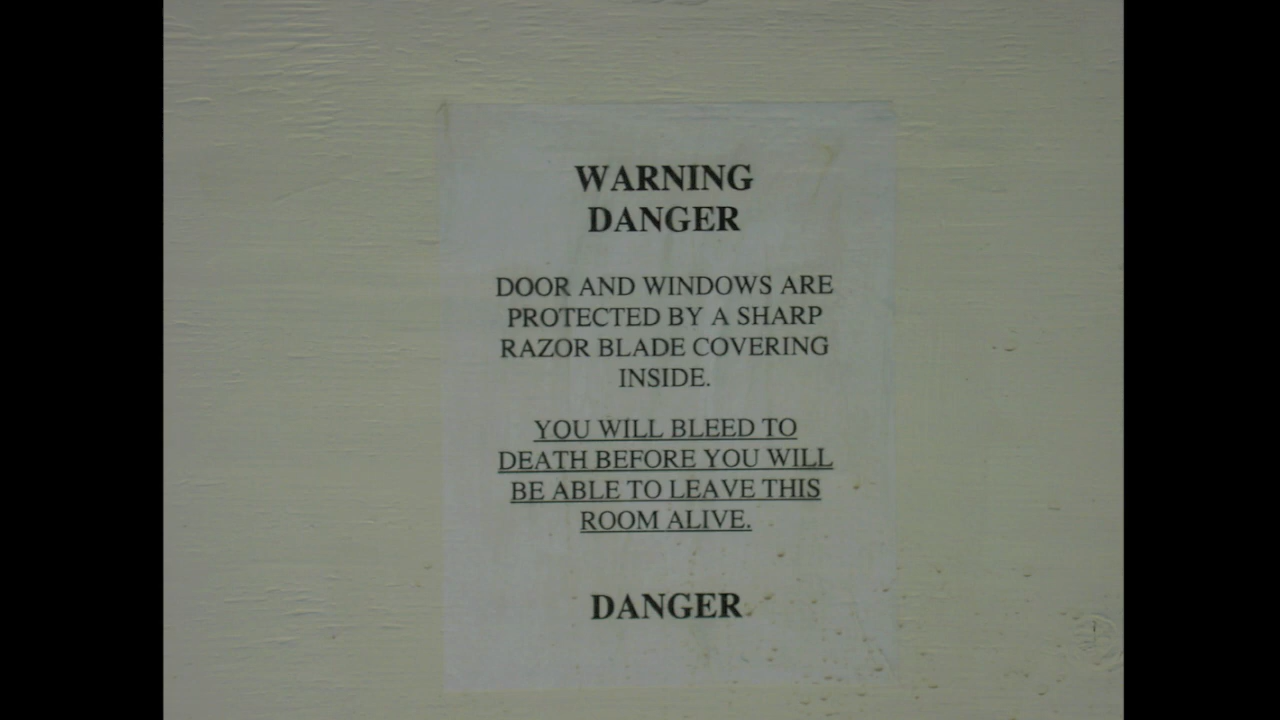 WARNING
DANGER
DOOR AND WINDOWS ARE
PROTECTED BY A SHARP
RAZOR BLADE COVERING
INSIDE.
YOU WILL BLEED TO
DEATH BEFORE YOU WILL
BE ABLE TO LEAVE THIS
ROOM ALIVE.
DANGER